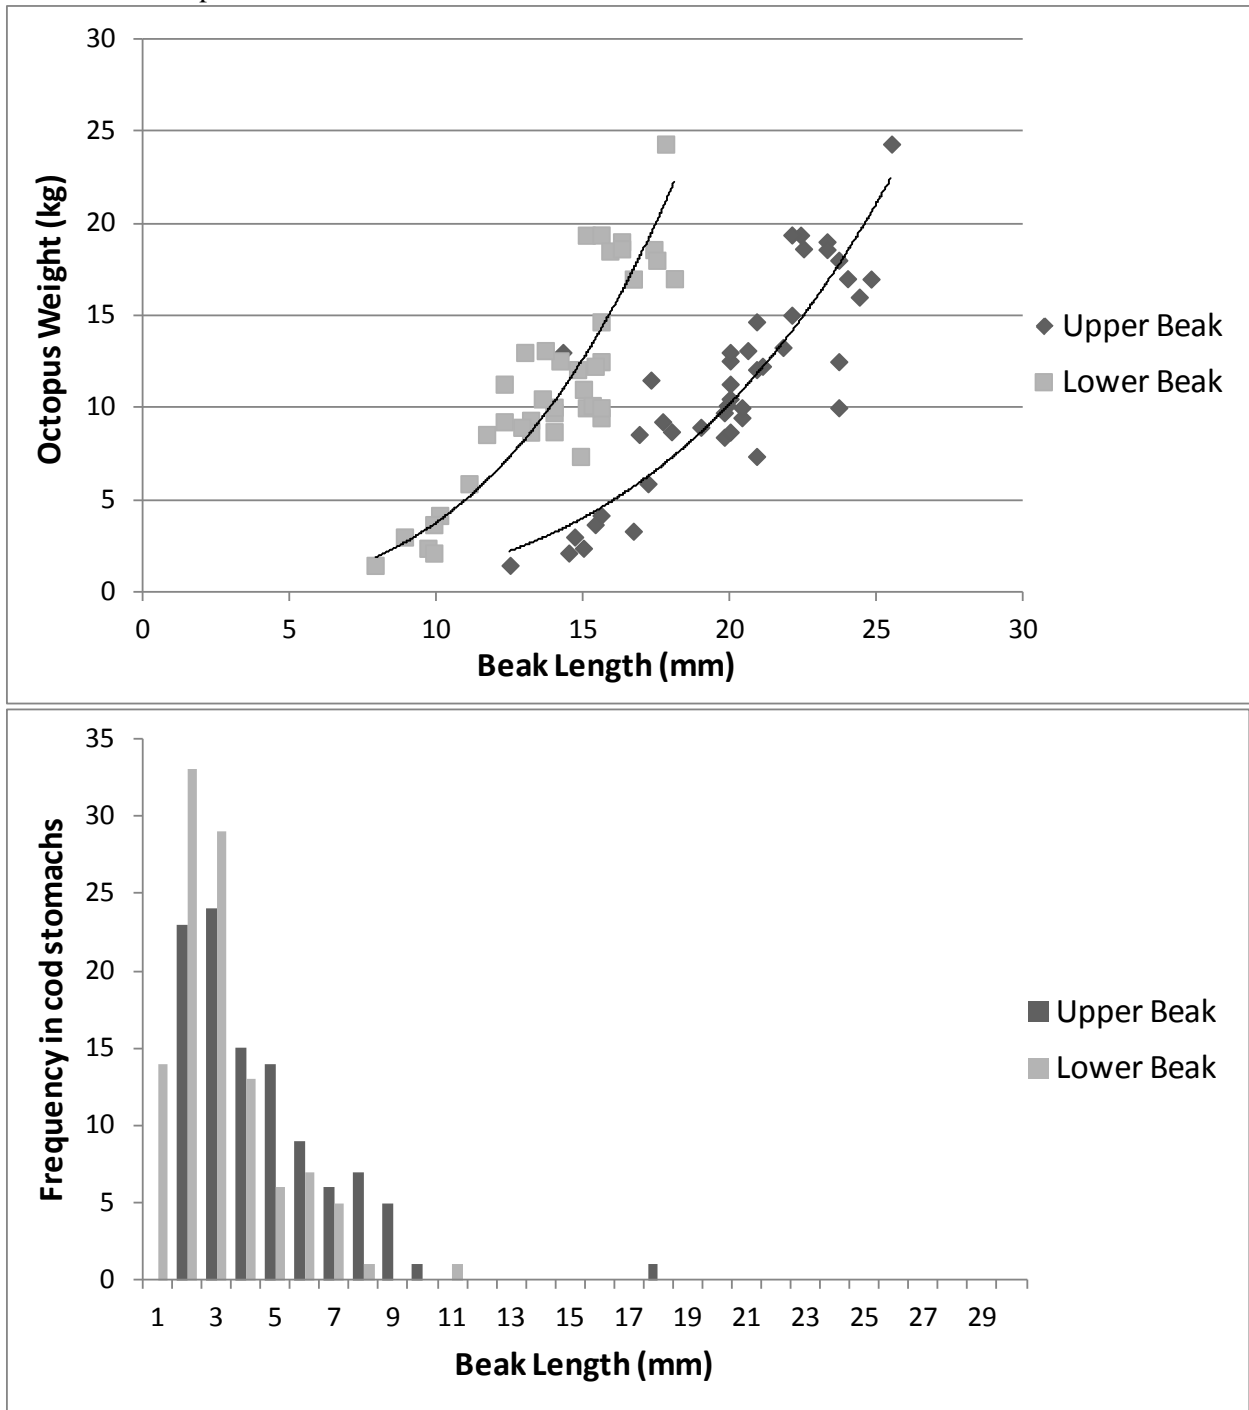 30
25
20
15
10
5
0
Octopus Weight (kg)
0 5 10 15 20 25 30
Beak Length (mm)
Upper Beak
Lower Beak
35
30
25
20
15
10
5
0
Frequency in cod stomachs
1 3 5 7 9 11 13 15 17 19 21 23 25 27 29
Beak Length (mm)
Upper Beak
Lower Beak